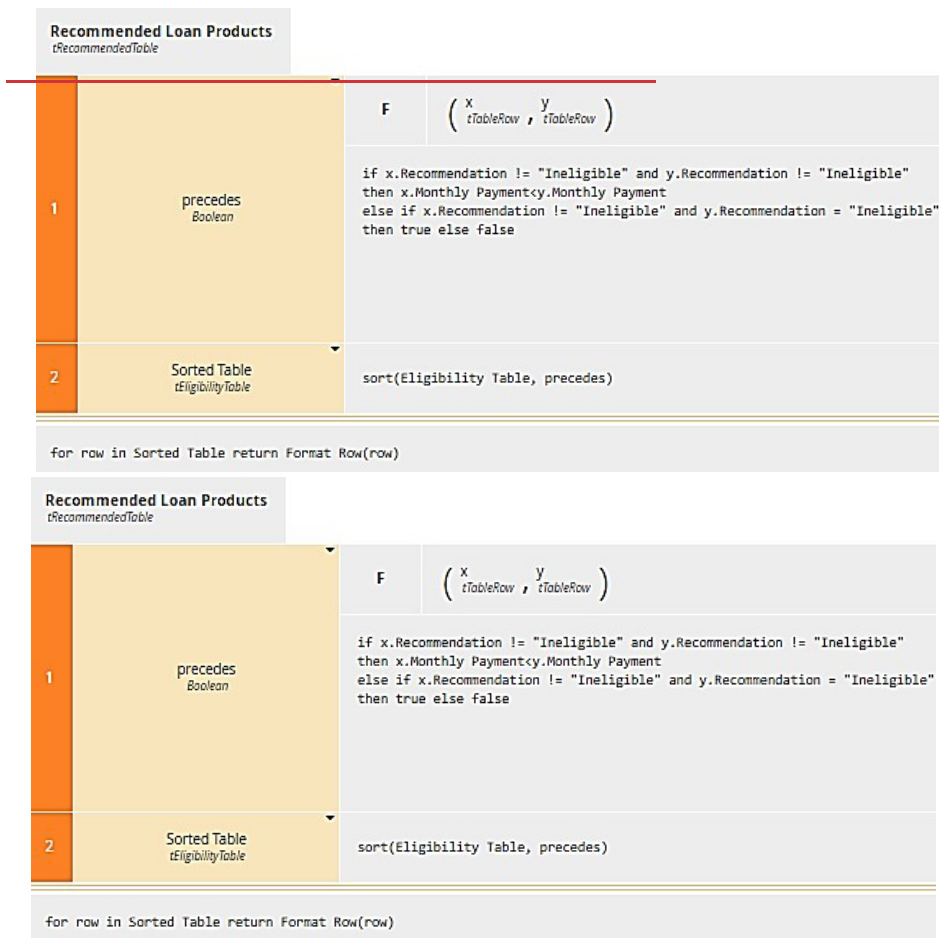 Recommended Loan Products
tRecommendedTable
F
( x , y )
tTableRow tTableRow
1
precedes
Boolean
if x.Recommendation != "Ineligible" and y.Recommendation != "Ineligible"
then x.Monthly Payment<y.Monthly Payment
else if x.Recommendation != "Ineligible" and y.Recommendation = "Ineligible"
then true else false
2
Sorted Table
tEligibilityTable
sort(Eligibility Table, precedes)
for row in Sorted Table return Format Row(row)
Recommended Loan Products
tRecommendedTable
F
( x , y )
tTableRow tTableRow
1
precedes
Boolean
if x.Recommendation != "Ineligible" and y.Recommendation != "Ineligible"
then x.Monthly Payment<y.Monthly Payment
else if x.Recommendation != "Ineligible" and y.Recommendation = "Ineligible"
then true else false
2
Sorted Table
tEligibilityTable
sort(Eligibility Table, precedes)
for row in Sorted Table return Format Row(row)